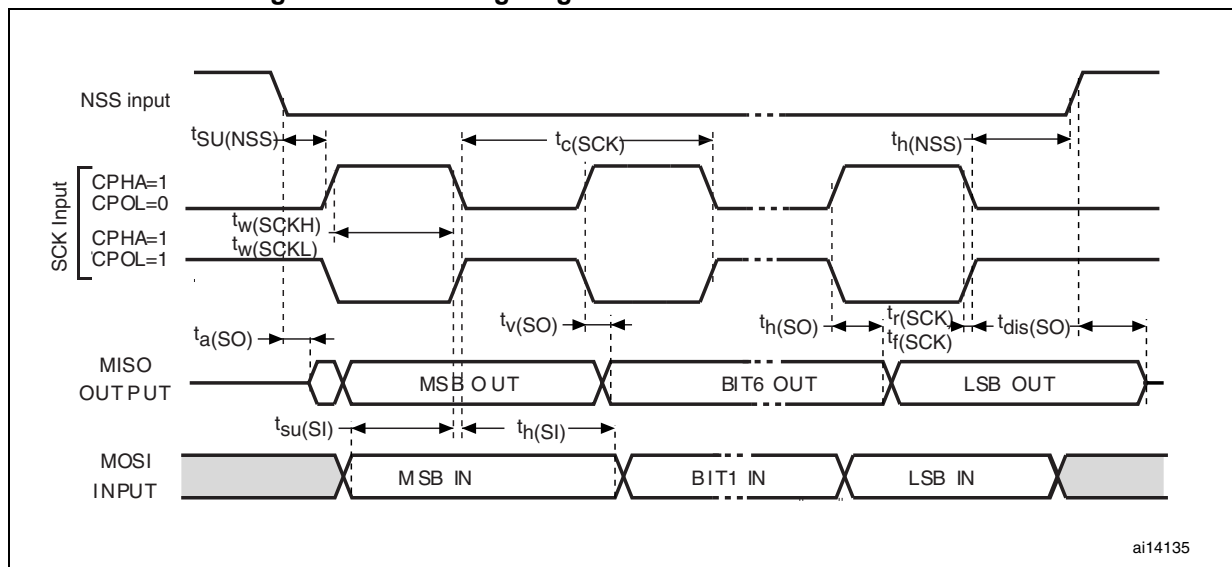 NSS input
tSU(NSS)
tc(SCK)
th(NSS)
SCK Input
CPHA=1
CPOL=0
tw(SCKH)
CPHA=1
tw(SCKL)
CPOL=1
ta(SO)
tv(SO)
th(SO)
tr(SCK)
tf(SCK)
tdis(SO)
MISO
OUTPUT
MSB OUT
BIT6 OUT
LSB OUT
tsu(SI)
th(SI)
MOSI
INPUT
MSB IN
BIT1 IN
LSB IN
ai14135